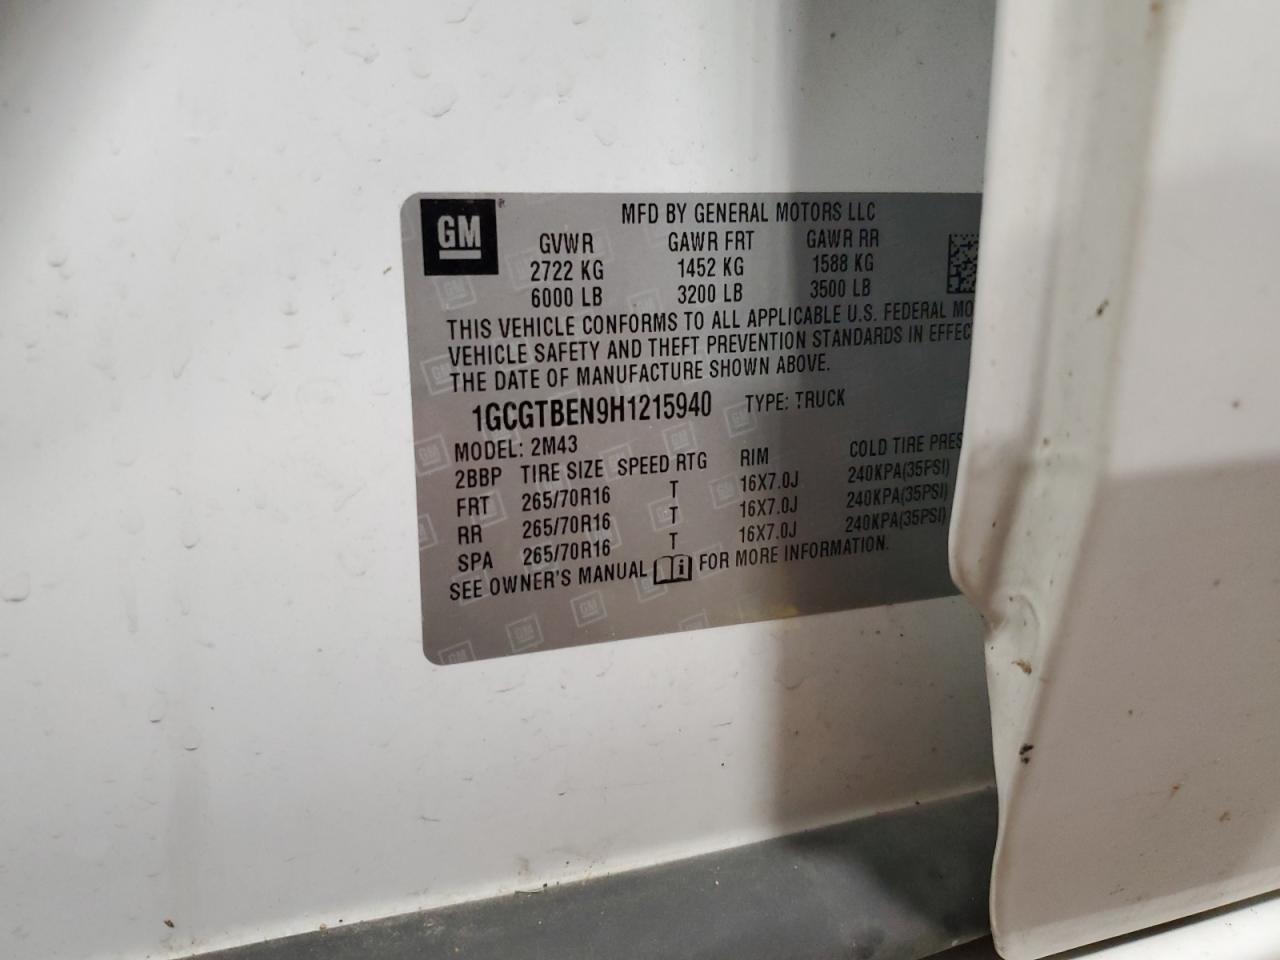 GM
MFD BY GENERAL MOTORS LLC
GVWR GAWR FRT GAWR RR
2722 KG 1452 KG 1588 KG
6000 LB 3200 LB 3500 LB
THIS VEHICLE CONFORMS TO ALL APPLICABLE U.S. FEDERAL MO
VEHICLE SAFETY AND THEFT PREVENTION STANDARDS IN EFFEC
THE DATE OF MANUFACTURE SHOWN ABOVE.
1GCGTBEN9H1215940 TYPE: TRUCK
MODEL: 2M43
2BBP TIRE SIZE SPEED RTG RIM COLD TIRE PRES
FRT 265/70R16 T 16X7.0J 240KPA(35PSI)
RR 265/70R16 T 16X7.0J 240KPA(35PSI)
SPA 265/70R16 T 16X7.0J 240KPA(35PSI)
SEE OWNER'S MANUAL FOR MORE INFORMATION.